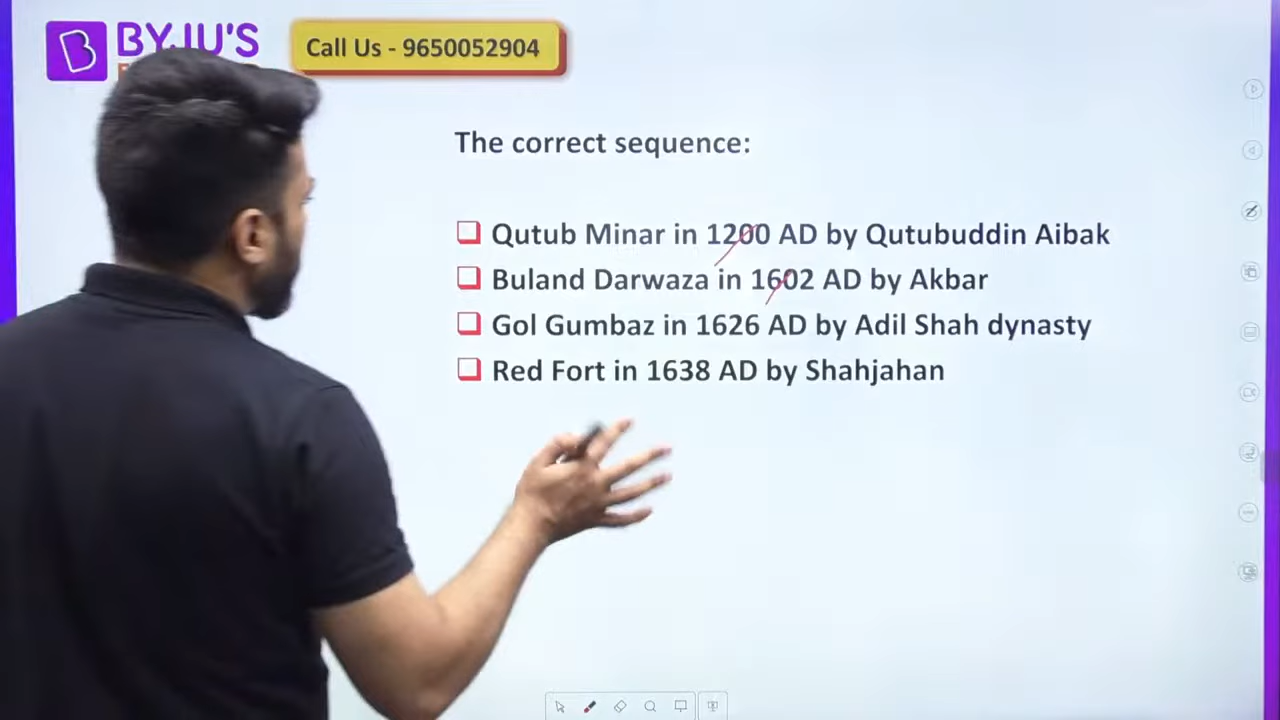 BYJU'S
Call Us - 9650052904
The correct sequence:
Qutub Minar in 1200 AD by Qutubuddin Aibak
Buland Darwaza in 1602 AD by Akbar
Gol Gumbaz in 1626 AD by Adil Shah dynasty
Red Fort in 1638 AD by Shahjahan